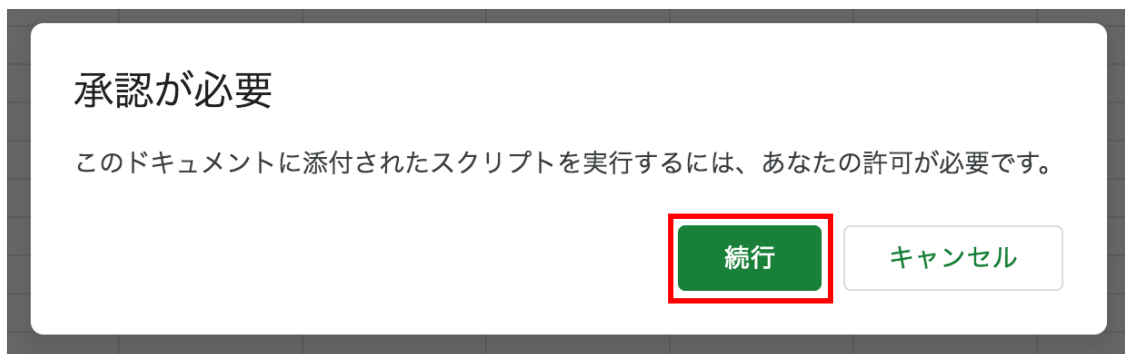 承認が必要
このドキュメントに添付されたスクリプトを実行するには、あなたの許可が必要です。
続行
キャンセル